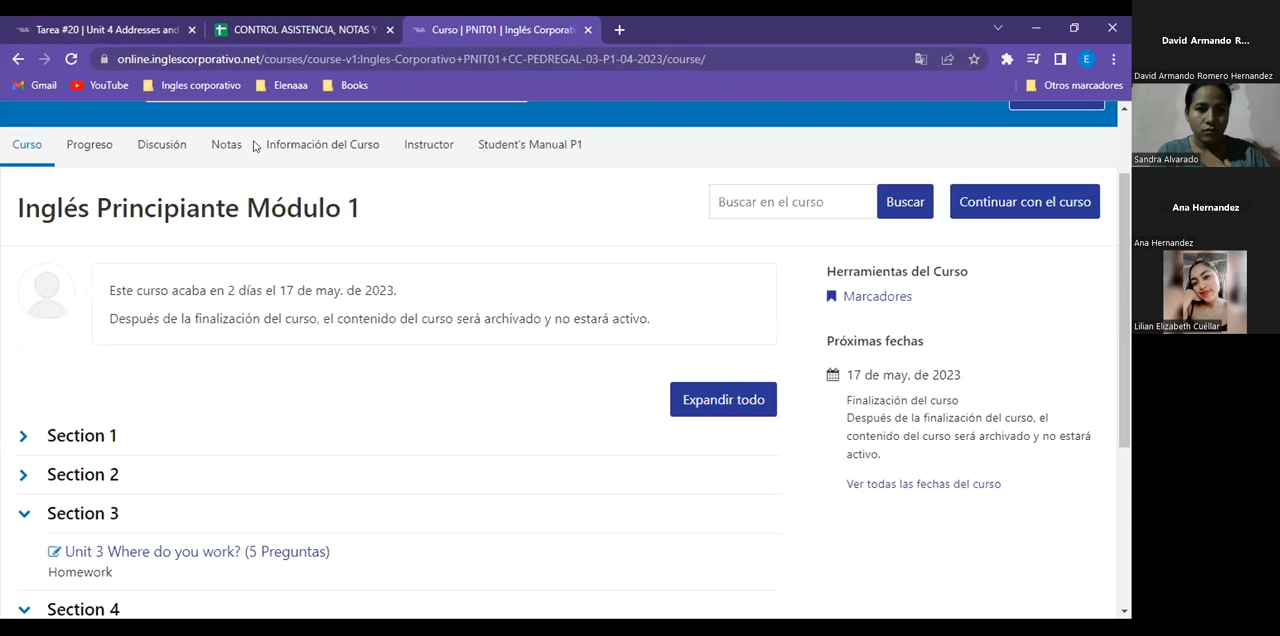 Tarea #20 | Unit 4 Addresses and
CONTROL ASISTENCIA, NOTAS Y
Curso | PNIT01 | Inglés Corporati
online.inglescorporativo.net/courses/course-v1:Ingles-Corporativo+PNIT01+CC-PEDREGAL-03-P1-04-2023/course/
E
Gmail
YouTube
Ingles corporativo
Elenaaa
Books
Otros marcadores
Curso
Progreso
Discusión
Notas
Información del Curso
Instructor
Student's Manual P1
Inglés Principiante Módulo 1
Buscar en el curso
Buscar
Continuar con el curso
Este curso acaba en 2 días el 17 de may. de 2023.
Después de la finalización del curso, el contenido del curso será archivado y no estará activo.
Expandir todo
Section 1
Section 2
Section 3
Unit 3 Where do you work? (5 Preguntas)
Homework
Section 4
Herramientas del Curso
Marcadores
Próximas fechas
17 de may. de 2023
Finalización del curso
Después de la finalización del curso, el
contenido del curso será archivado y no estará
activo.
Ver todas las fechas del curso
David Armando R...
David Armando Romero Hernandez
Sandra Alvarado
Ana Hernandez
Ana Hernandez
Lilian Elizabeth Cuéllar